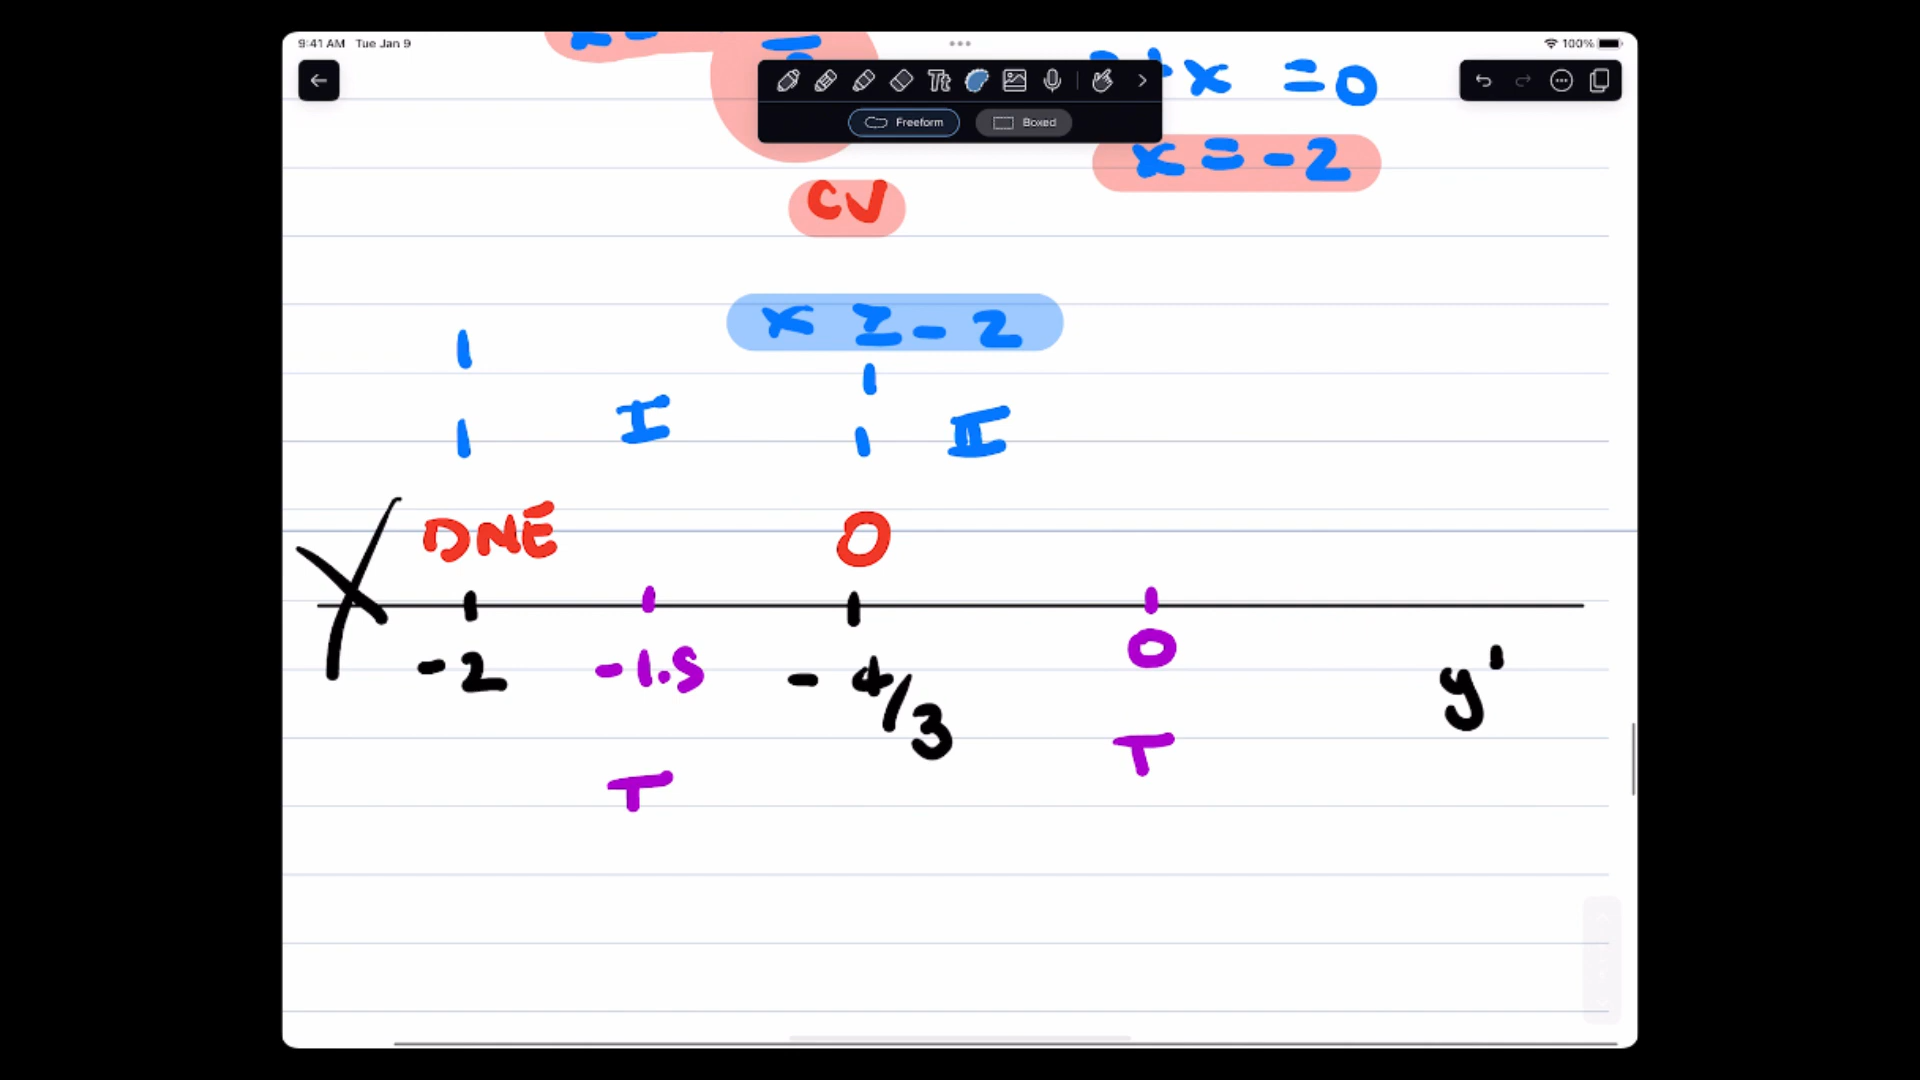 9:41 AM Tue Jan 9
100%
Tt
Freeform Boxed
x = 0
x = -2
CV
x ≥ -2
I II
DNE 0
-2 -1.5 -4/3 0 y'
T T